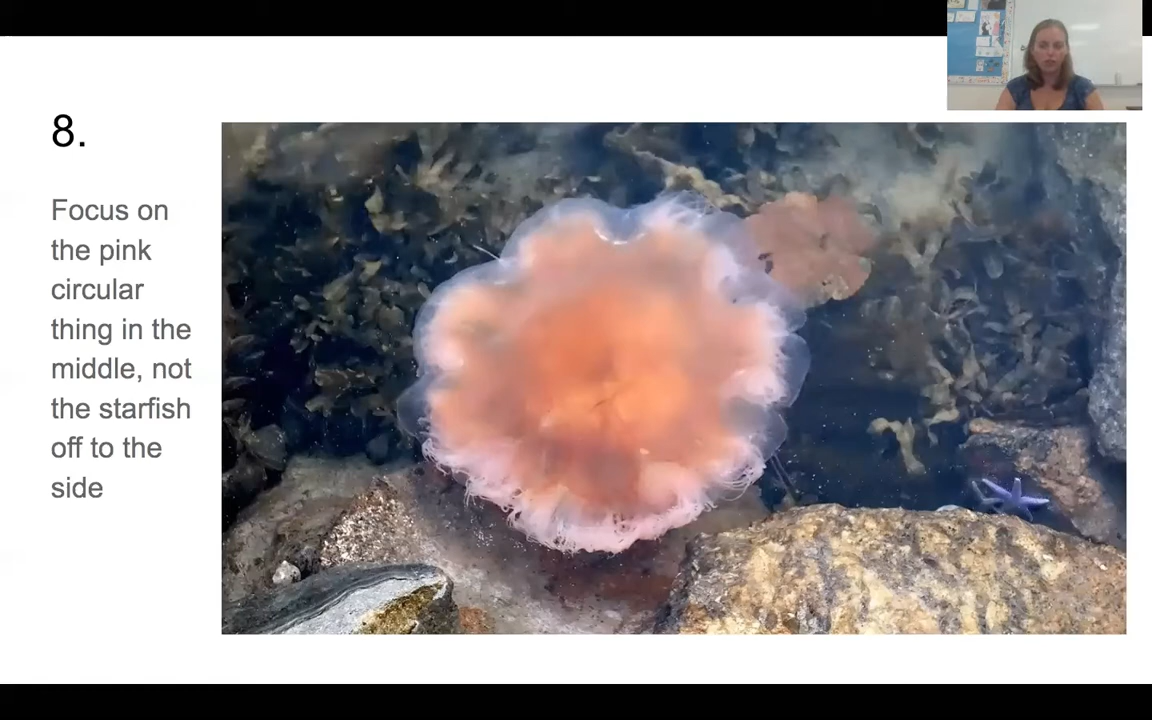 8.
Focus on
the pink
circular
thing in the
middle, not
the starfish
off to the
side